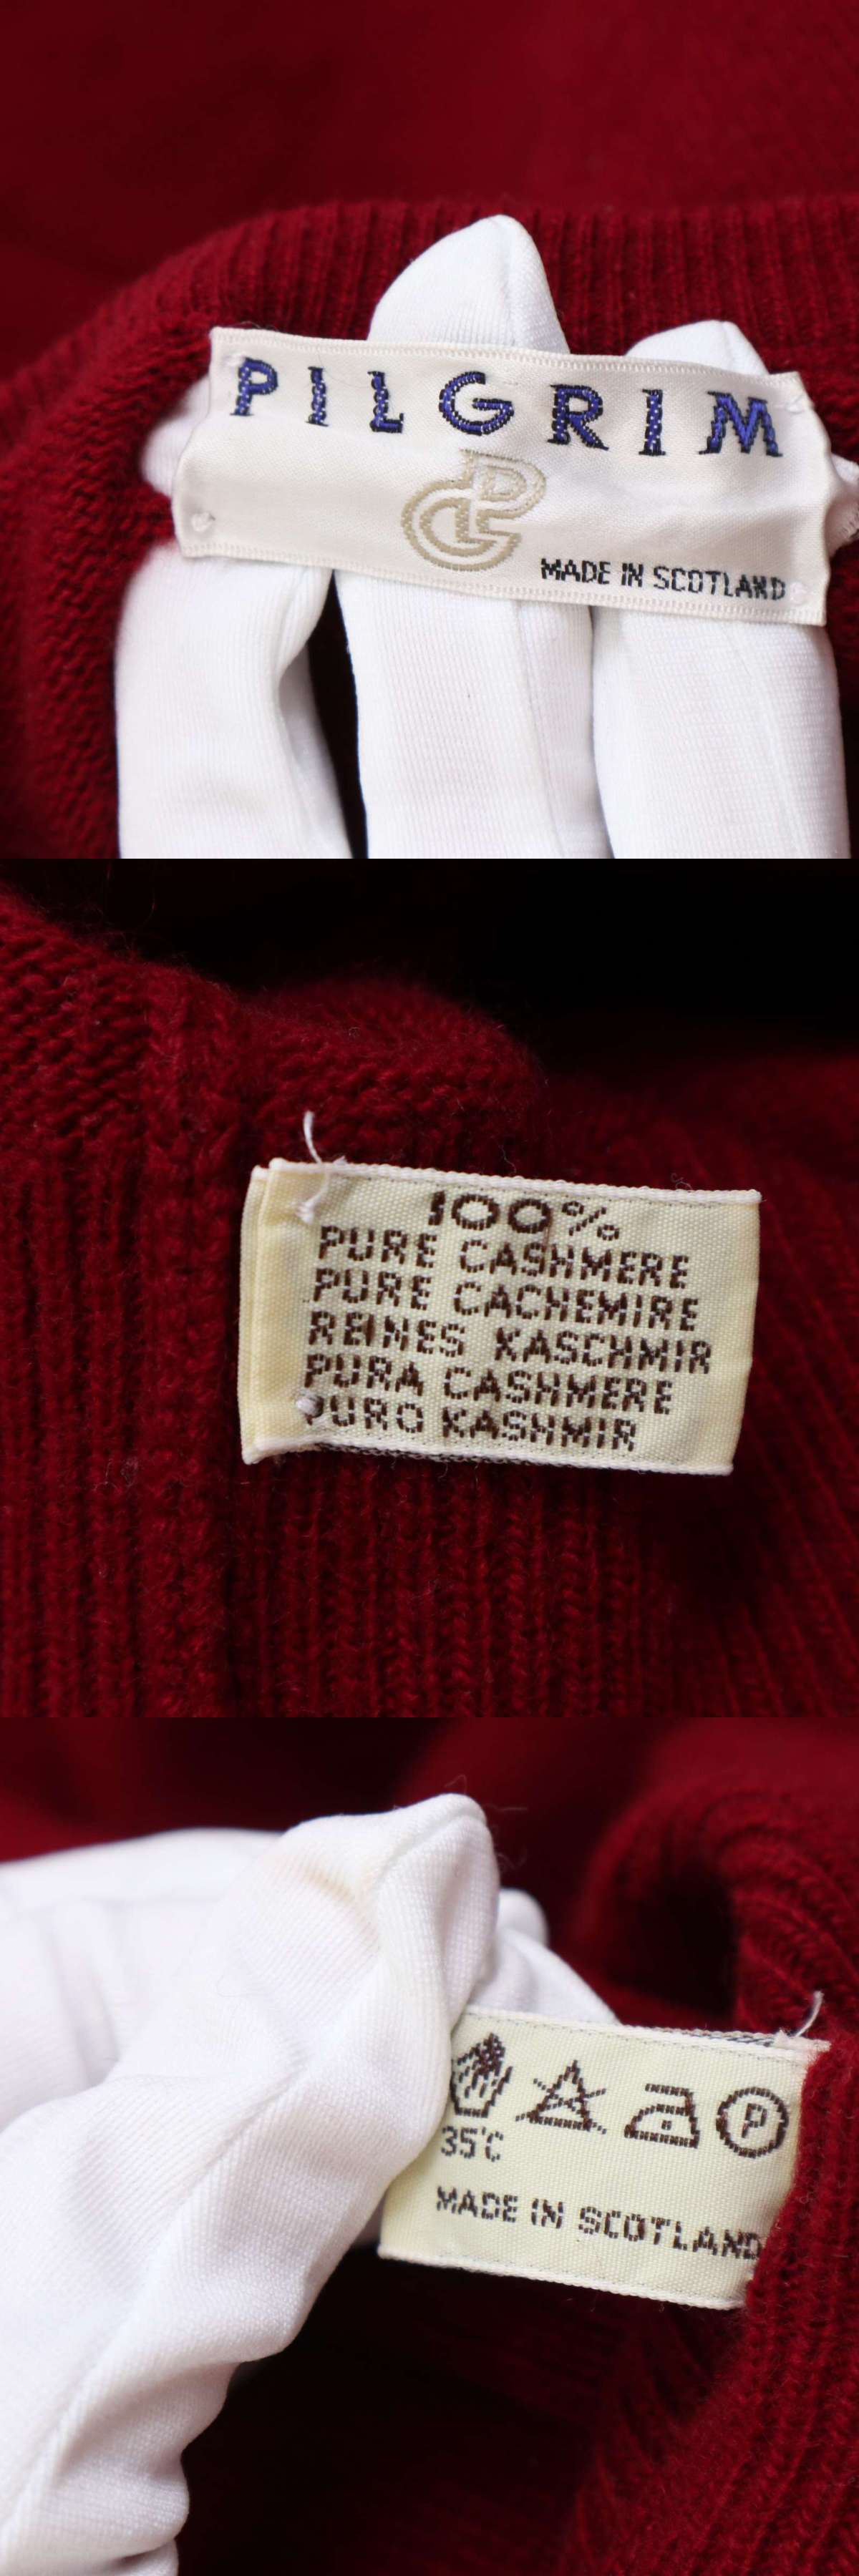 PILGRIM
MADE IN SCOTLAND
100%
PURE CASHMERE
PURE CACHEMIRE
REINES KASCHMIR
PURA CASHMERE
PURO KASHMIR
P
35°C
MADE IN SCOTLAND